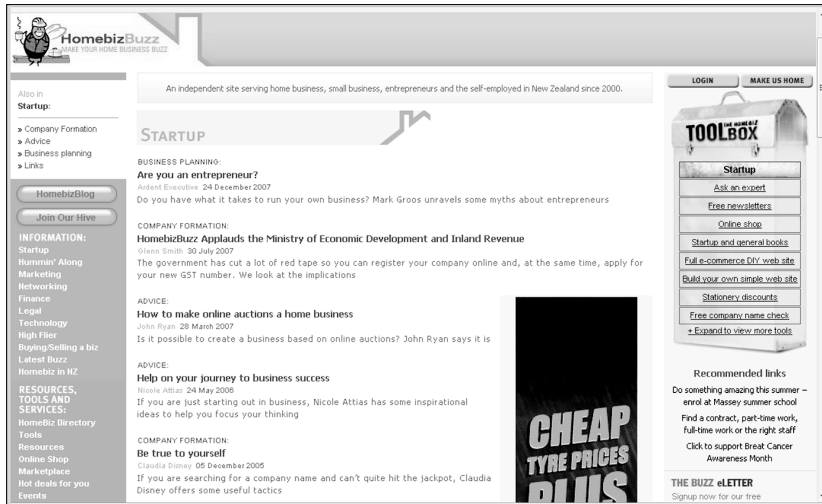 HomebizBuzz
MAKE YOUR HOME BUSINESS BUZZ
Also in
Startup:
» Company Formation
» Advice
» Business planning
» Links
HomebizBlog
Join Our Hive
INFORMATION:
Startup
Hummin' Along
Marketing
Networking
Finance
Legal
Technology
High Flier
Buying/Selling a biz
Latest Buzz
Homebiz in NZ
RESOURCES,
TOOLS AND
SERVICES:
HomeBiz Directory
Tools
Resources
Online Shop
Marketplace
Hot deals for you
Events
An independent site serving home business, small business, entrepreneurs and the self-employed in New Zealand since 2000.
STARTUP
BUSINESS PLANNING:
Are you an entrepreneur?
Ardent Executive 24 December 2007
Do you have what it takes to run your own business? Mark Groos unravels some myths about entrepreneurs
COMPANY FORMATION:
HomebizBuzz Applauds the Ministry of Economic Development and Inland Revenue
Glenn Smith 30 July 2007
The government has cut a lot of red tape so you can register your company online and, at the same time, apply for
your new GST number. We look at the implications
ADVICE:
How to make online auctions a home business
John Ryan 28 March 2007
Is it possible to create a business based on online auctions? John Ryan says it is
ADVICE:
Help on your journey to business success
Nicole Attias 24 May 2006
If you are just starting out in business, Nicole Attias has some inspirational
ideas to help you focus your thinking
COMPANY FORMATION:
Be true to yourself
Claudia Dizney 05 December 2005
If you are searching for a company name and can't quite hit the jackpot, Claudia
Disney offers some useful tactics
CHEAP
TYRE PRICES
PLUS
LOGIN
MAKE US HOME
THE HOMEBIZ
TOOLBOX
Startup
Ask an expert
Free newsletters
Online shop
Startup and general books
Full e-commerce DIY web site
Build your own simple web site
Stationery discounts
Free company name check
+ Expand to view more tools
Recommended links
Do something amazing this summer –
enrol at Massey summer school
Find a contract, part-time work,
full-time work or the right staff
Click to support Breat Cancer
Awareness Month
THE BUZZ eLETTER
Signup now for our free